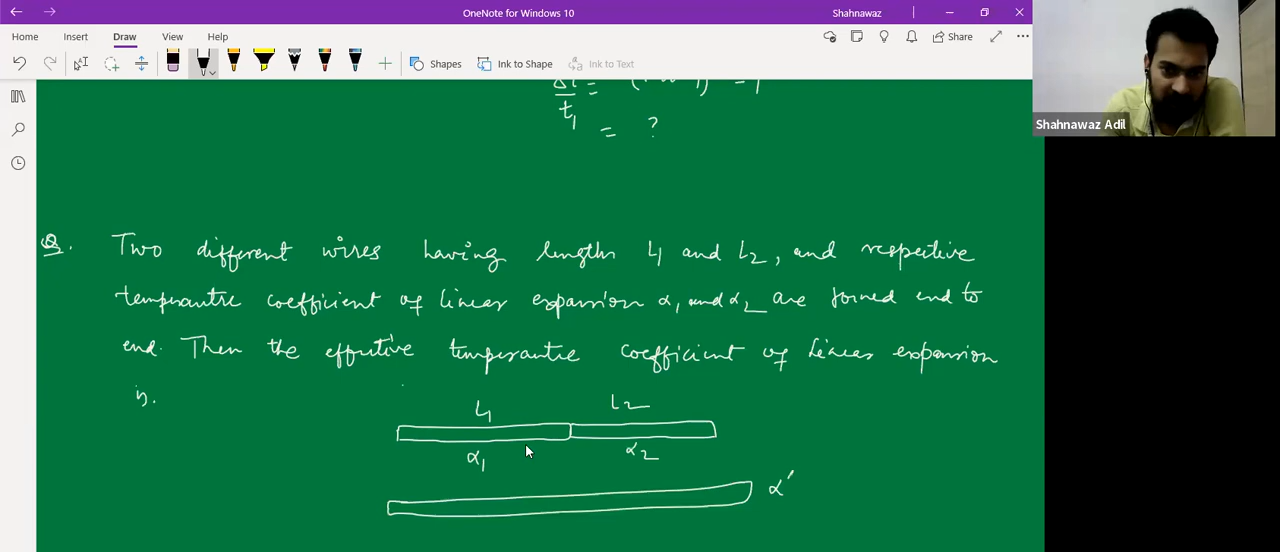 OneNote for Windows 10
Shahnawaz
Home Insert Draw View Help
Share
Shapes Ink to Shape Ink to Text
t₁ = -1
= ?
Shahnawaz Adil
Q. Two different wires having lengths L₁ and L₂, and respective
temperature coefficient of linear expansion α₁ and α₂ are joined end to
end. Then the effective temperature coefficient of linear expansion
is.
L₁ L₂
α₁ α₂
α'